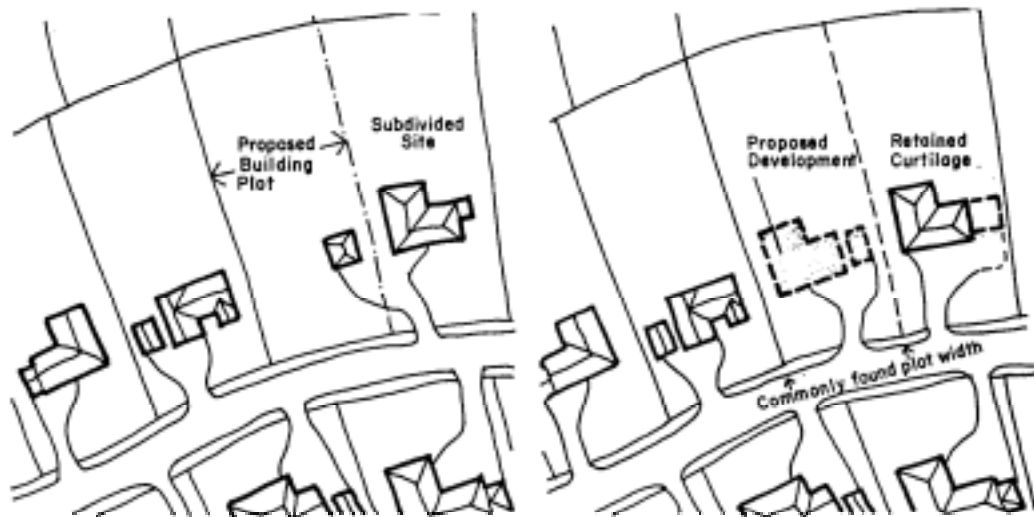 Proposed
Building
Plot
Subdivided
Site
Proposed
Development
Retained
Curtilage
Commonly found plot width